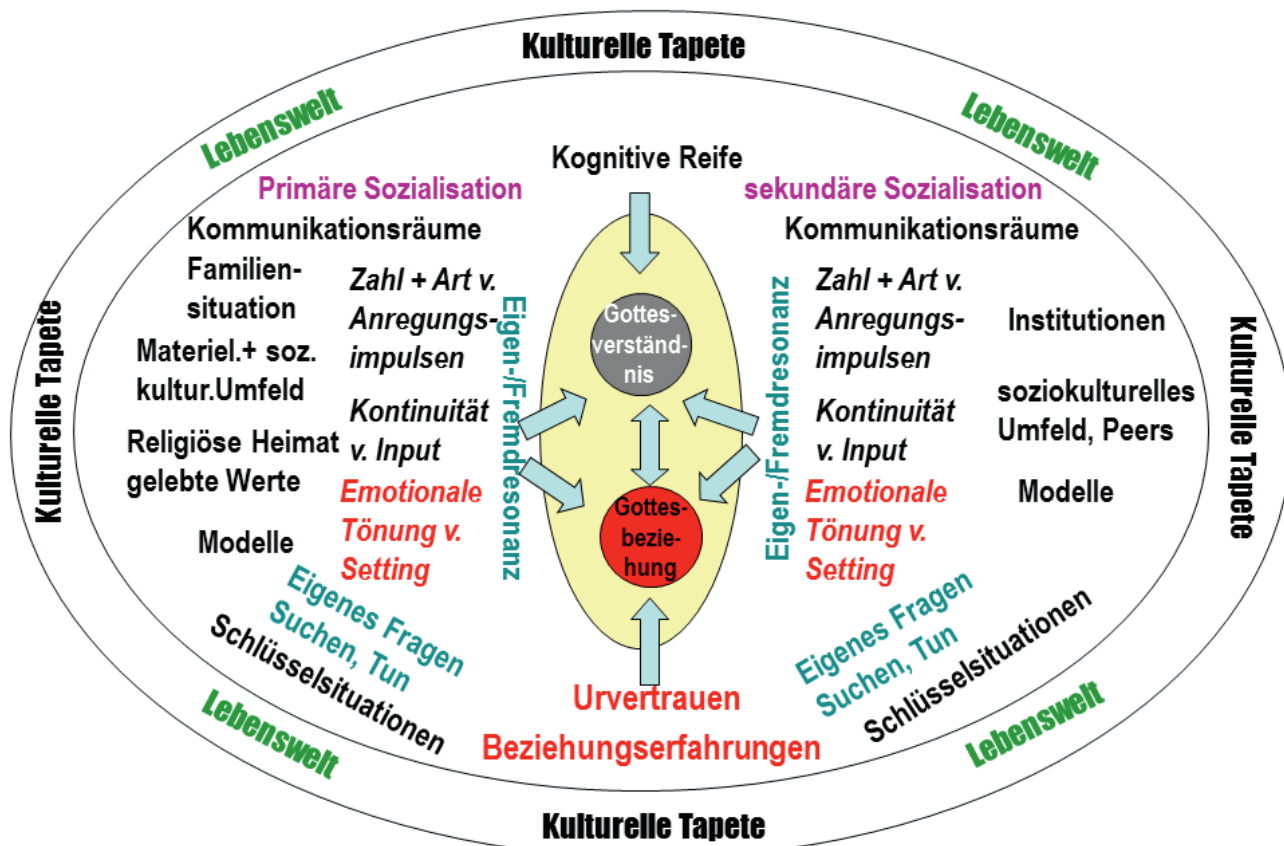 Kulturelle Tapete
Lebenswelt
Lebenswelt
Kognitive Reife
Primäre Sozialisation
sekundäre Sozialisation
Kommunikationsräume
Kommunikationsräume
Familien-
situation
Materiel.+ soz.
kultur.Umfeld
Religiöse Heimat
gelebte Werte
Modelle
Zahl + Art v.
Anregungs-
impulsen
Kontinuität
v. Input
Emotionale
Tönung v.
Setting
Eigen-/Fremdresonanz
Gottes-
verständ-
nis
Gottes-
bezie-
hung
Eigen-/Fremdresonanz
Zahl + Art v.
Anregungs-
impulsen
Kontinuität
v. Input
Emotionale
Tönung v.
Setting
Institutionen
soziokulturelles
Umfeld, Peers
Modelle
Kulturelle Tapete
Kulturelle Tapete
Eigenes Fragen
Suchen, Tun
Schlüsselsituationen
Eigenes Fragen
Suchen, Tun
Schlüsselsituationen
Urvertrauen
Beziehungserfahrungen
Lebenswelt
Lebenswelt
Kulturelle Tapete